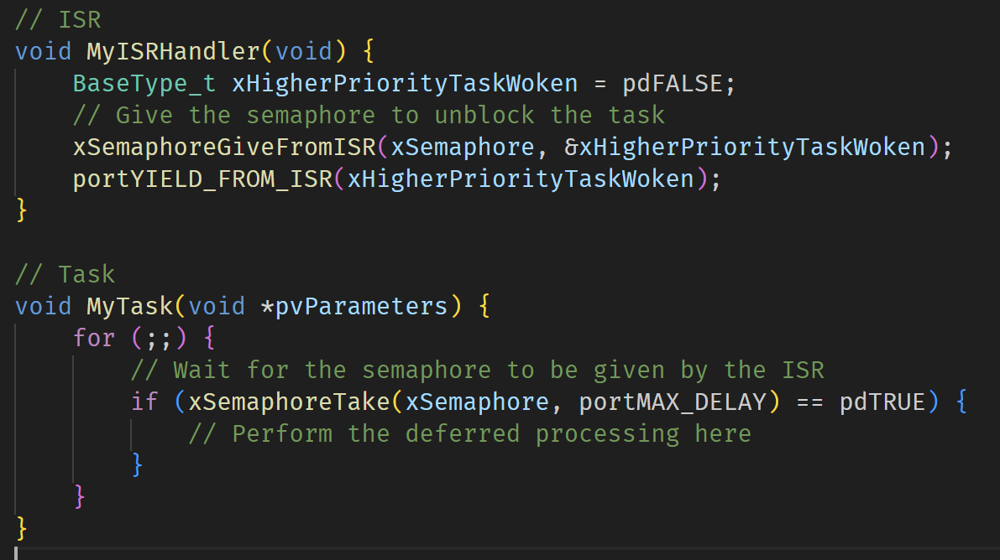 // ISR
void MyISRHandler(void) {
    BaseType_t xHigherPriorityTaskWoken = pdFALSE;
    // Give the semaphore to unblock the task
    xSemaphoreGiveFromISR(xSemaphore, &xHigherPriorityTaskWoken);
    portYIELD_FROM_ISR(xHigherPriorityTaskWoken);
}

// Task
void MyTask(void *pvParameters) {
    for (;;) {
        // Wait for the semaphore to be given by the ISR
        if (xSemaphoreTake(xSemaphore, portMAX_DELAY) == pdTRUE) {
            // Perform the deferred processing here
        }
    }
}